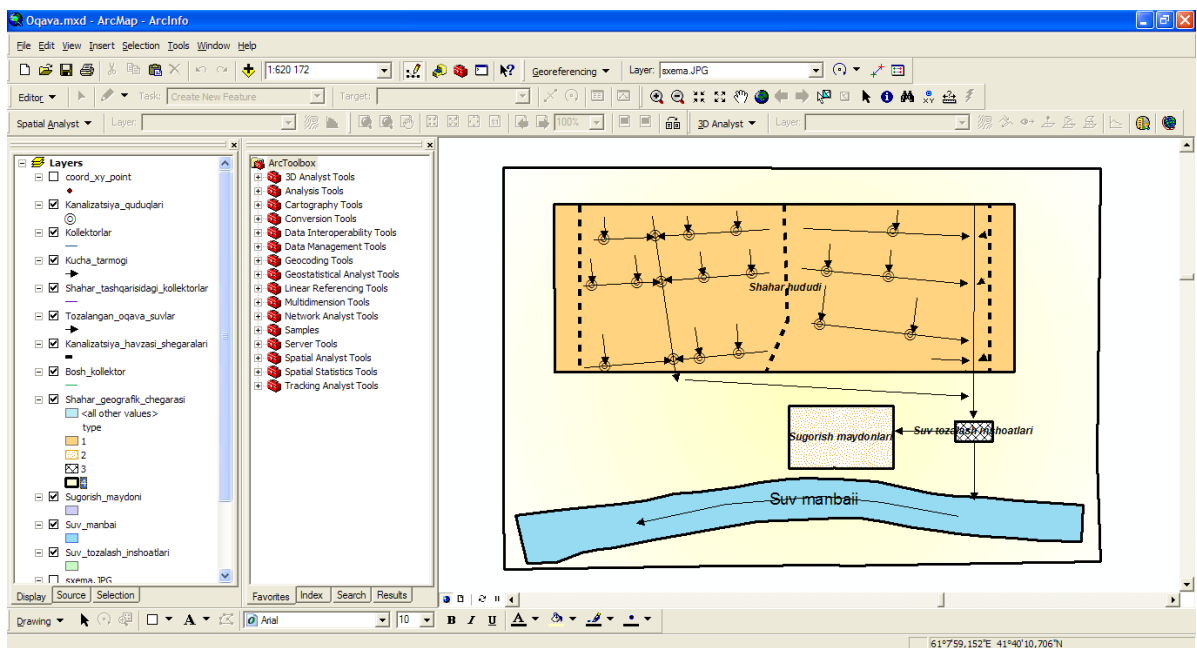 Oqava.mxd - ArcMap - ArcInfo
File Edit View Insert Selection Tools Window Help
1:620 172 Georeferencing Layer: sxema.JPG
Editor Task: Create New Feature Target:
Spatial Analyst Layer: 100% 3D Analyst Layer:
Layers
coord_xy_point
Kanalizatsiya_quduqlari
Kollektorlar
Kucha_tarmogi
Shahar_tashqarisidagi_kollektorlar
Tozalangan_oqava_suvlar
Kanalizatsiya_havzasi_shegaralari
Bosh_kollektor
Shahar_geografik_chegarasi
<all other values>
type
1
2
3
4
Sugorish_maydoni
Suv_manbai
Suv_tozalash_inshoatlari
sxema.JPG
Display Source Selection
ArcToolbox
3D Analyst Tools
Analysis Tools
Cartography Tools
Conversion Tools
Data Interoperability Tools
Data Management Tools
Geocoding Tools
Geostatistical Analyst Tools
Linear Referencing Tools
Multidimension Tools
Network Analyst Tools
Samples
Server Tools
Spatial Analyst Tools
Spatial Statistics Tools
Tracking Analyst Tools
Favorites Index Search Results
Shahar hududi
Sugorish maydonlari
Suv tozalash inshoatlari
Suv manbaii
Drawing A Arial 10 B I U A
61°7'59,152"E 41°40'10,706"N